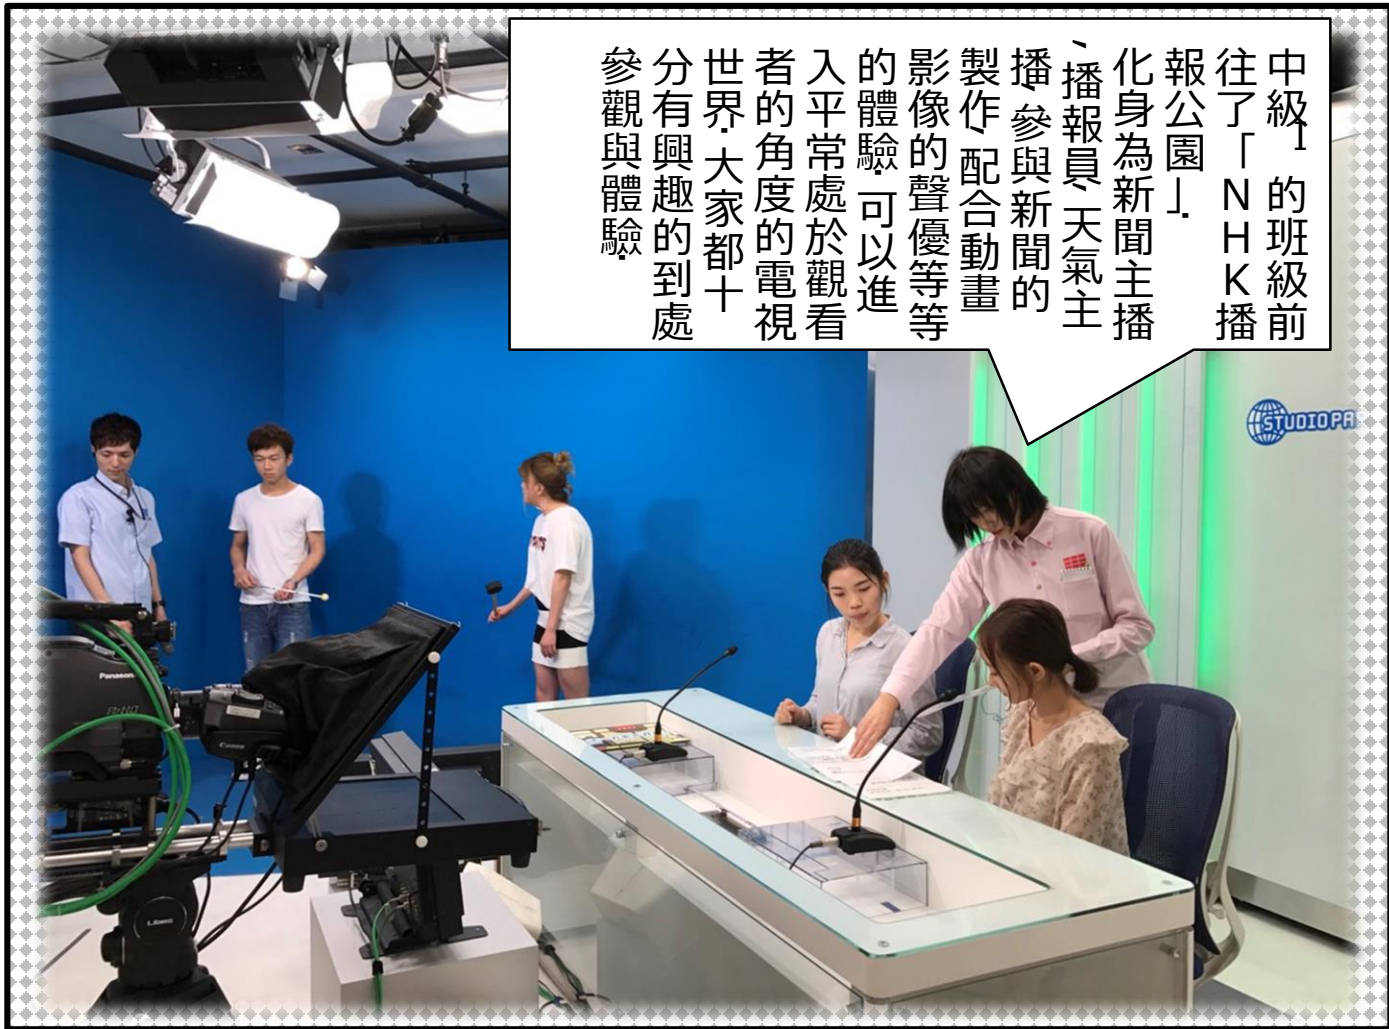 中級1的班級前
往了「NHK播
報公園」.
化身為新聞主播
、播報員、天氣主
播、參與新聞的
製作、配合動畫
影像的聲優等等
的體驗.可以進
入平常處於觀看
者的角度的電視
世界.大家都十
分有興趣的到處
參觀與體驗.
STUDIO PAR
Panasonic
Canon
Libec